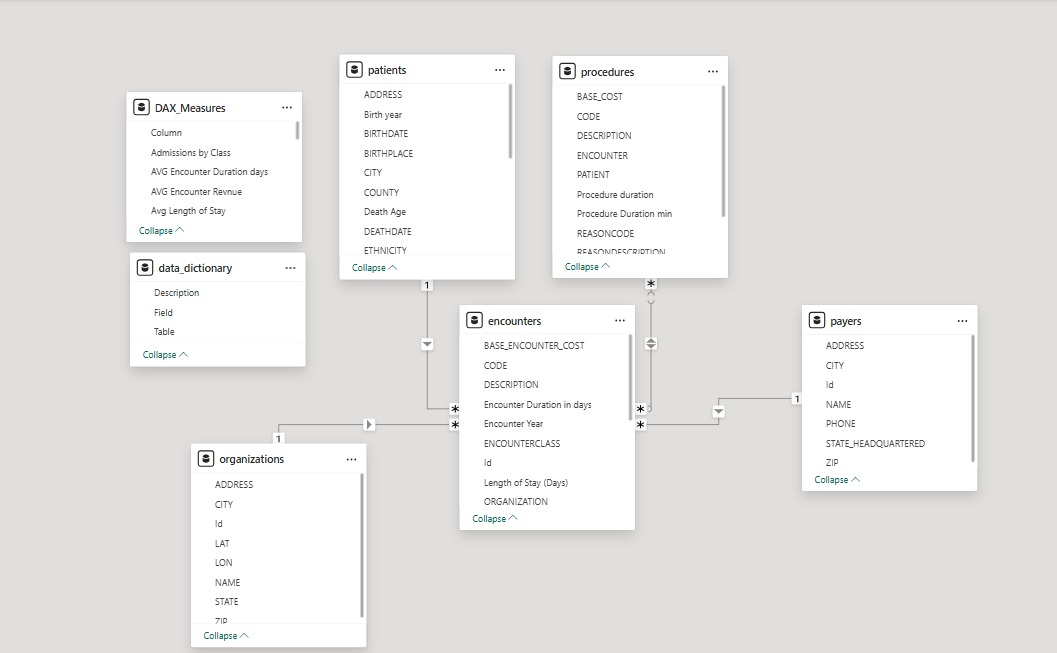 DAX_Measures
Column
Admissions by Class
AVG Encounter Duration days
AVG Encounter Revnue
Avg Length of Stay
Collapse
data_dictionary
Description
Field
Table
Collapse
patients
ADDRESS
Birth year
BIRTHDATE
BIRTHPLACE
CITY
COUNTY
Death Age
DEATHDATE
ETHNICITY
Collapse
procedures
BASE_COST
CODE
DESCRIPTION
ENCOUNTER
PATIENT
Procedure duration
Procedure Duration min
REASONCODE
REASONDESCRIPTION
Collapse
1
*
encounters
BASE_ENCOUNTER_COST
CODE
DESCRIPTION
Encounter Duration in days
Encounter Year
ENCOUNTERCLASS
Id
Length of Stay (Days)
ORGANIZATION
Collapse
*
*
*
*
payers
ADDRESS
CITY
Id
NAME
PHONE
STATE_HEADQUARTERED
ZIP
Collapse
1
1
organizations
ADDRESS
CITY
Id
LAT
LON
NAME
STATE
ZIP
Collapse